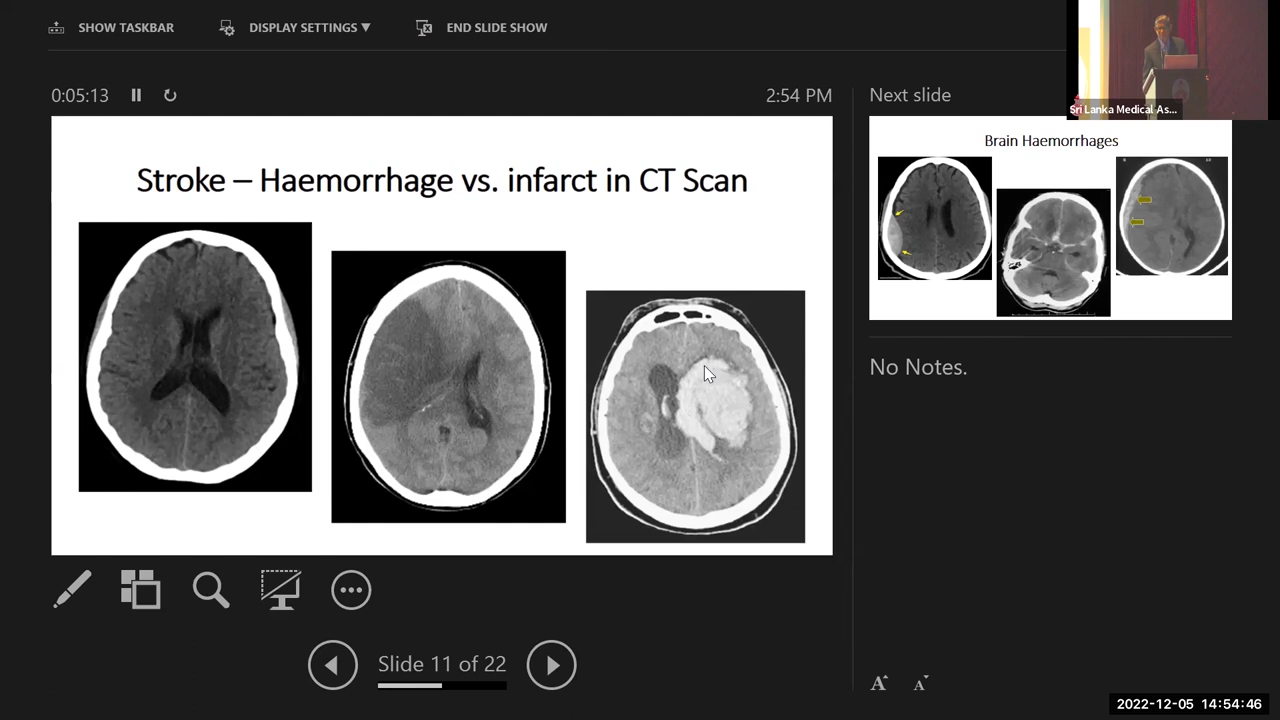 SHOW TASKBAR
DISPLAY SETTINGS ▼
END SLIDE SHOW
0:05:13
2:54 PM
Next slide
Sri Lanka Medical As...
Stroke – Haemorrhage vs. infarct in CT Scan
Brain Haemorrhages
No Notes.
Slide 11 of 22
A A
2022-12-05 14:54:46